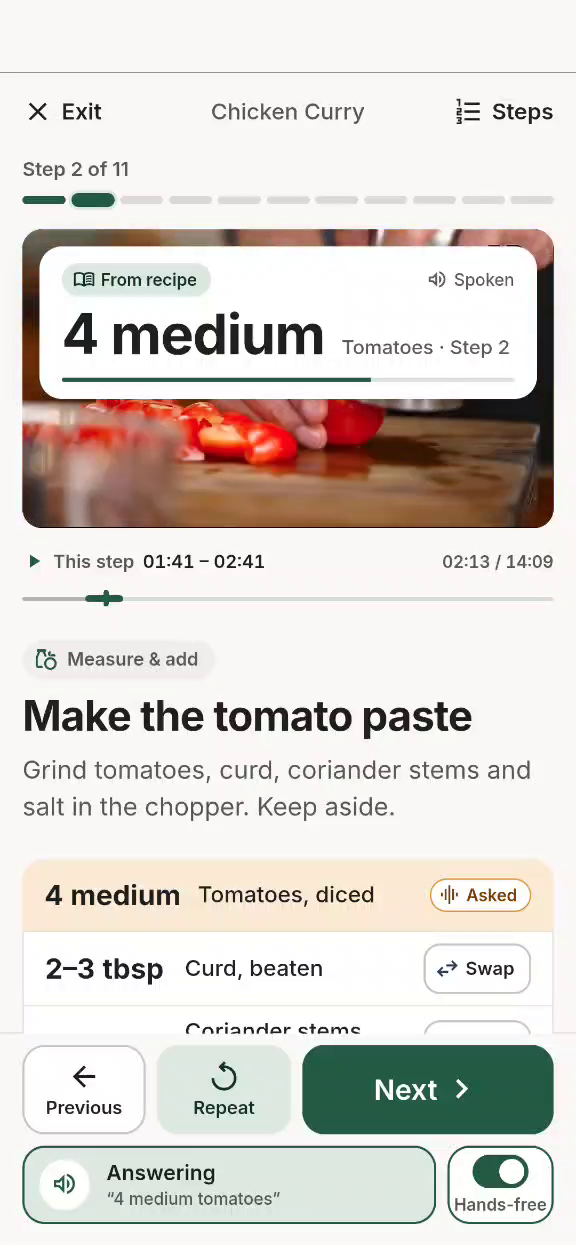 Exit
Chicken Curry
Steps
Step 2 of 11
From recipe
Spoken
4 medium Tomatoes · Step 2
This step 01:41 – 02:41
02:13 / 14:09
Measure & add
Make the tomato paste
Grind tomatoes, curd, coriander stems and
salt in the chopper. Keep aside.
4 medium Tomatoes, diced
Asked
2–3 tbsp Curd, beaten
Swap
Coriander stems
Previous
Repeat
Next
Answering
“4 medium tomatoes”
Hands-free